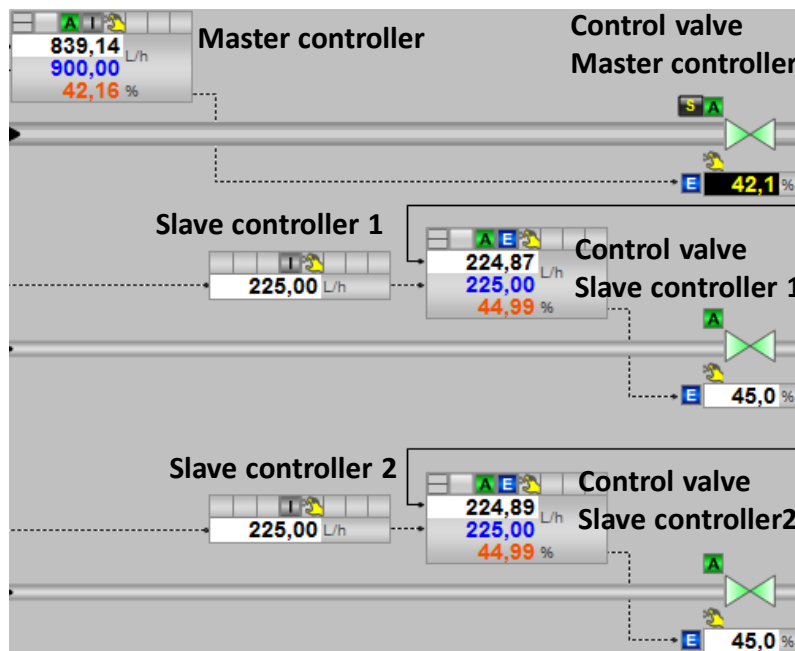 A I
839,14 L/h
900,00
42,16 %
Master controller
Control valve
Master controller
S A
E 42,1 %
Slave controller 1
I
225,00 L/h
A E
224,87 L/h
225,00
44,99 %
Control valve
Slave controller 1
A
E 45,0 %
Slave controller 2
I
225,00 L/h
A E
224,89 L/h
225,00
44,99 %
Control valve
Slave controller2
A
E 45,0 %